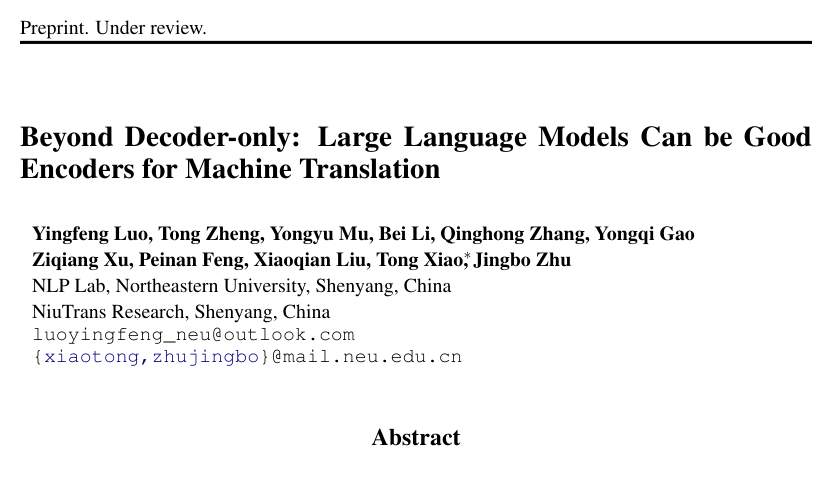 Preprint. Under review.
Beyond Decoder-only: Large Language Models Can be Good
Encoders for Machine Translation
Yingfeng Luo, Tong Zheng, Yongyu Mu, Bei Li, Qinghong Zhang, Yongqi Gao
Ziqiang Xu, Peinan Feng, Xiaoqian Liu, Tong Xiao,* Jingbo Zhu
NLP Lab, Northeastern University, Shenyang, China
NiuTrans Research, Shenyang, China
luoyingfeng_neu@outlook.com
{xiaotong,zhujingbo}@mail.neu.edu.cn
Abstract